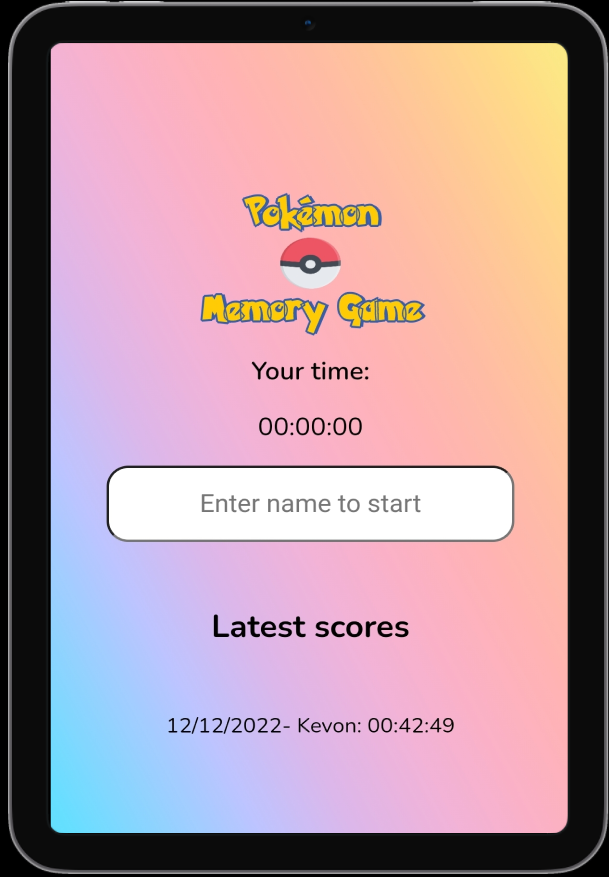 Pokémon
Memory Game
Your time:
00:00:00
Enter name to start
Latest scores
12/12/2022- Kevon: 00:42:49